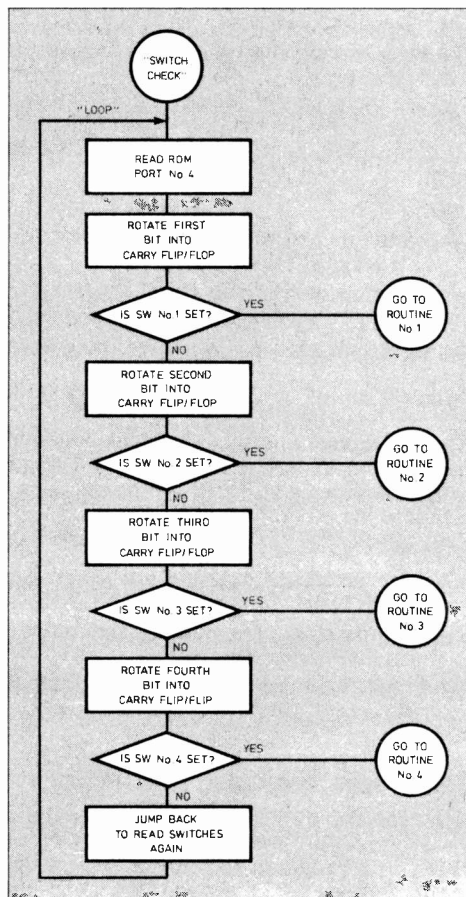 "SWITCH
CHECK"
"LOOP"
READ ROM
PORT No 4
ROTATE FIRST
BIT INTO
CARRY FLIP/FLOP
IS SW No.1 SET?
YES
GO TO
ROUTINE
No.1
NO
ROTATE SECOND
BIT INTO
CARRY FLIP/FLOP
IS SW No.2 SET?
YES
GO TO
ROUTINE
No.2
NO
ROTATE THIRD
BIT INTO
CARRY FLIP/FLOP
IS SW No.3 SET?
YES
GO TO
ROUTINE
No.3
NO
ROTATE FOURTH
BIT INTO
CARRY FLIP/FLIP
IS SW No.4 SET?
YES
GO TO
ROUTINE
No.4
NO
JUMP BACK
TO READ SWITCHES
AGAIN